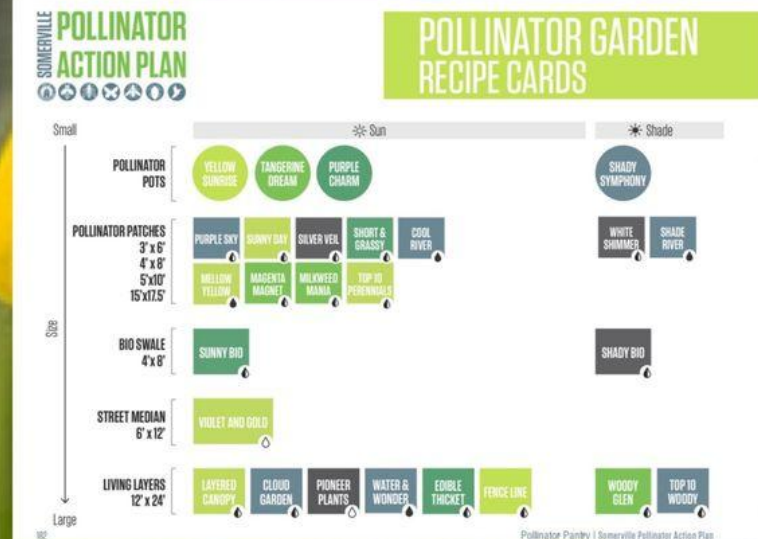 SOMERVILLE
POLLINATOR
ACTION PLAN
POLLINATOR GARDEN
RECIPE CARDS
Small
Sun
Shade
POLLINATOR
POTS
YELLOW
SUNRISE
TANGERINE
DREAM
PURPLE
CHARM
SHADY
SYMPHONY
POLLINATOR PATCHES
3' x 6'
4' x 8'
5'x10'
15'x17.5'
PURPLE SKY
SUNNY DAY
SILVER VEIL
SHORT &
GRASSY
COOL
RIVER
WHITE
SHIMMER
SHADE
RIVER
MELLOW
YELLOW
MAGENTA
MAGNET
MILKWEED
MANIA
TOP 10
PERENNIALS
Size
BIO SWALE
4'x 8'
SUNNY BIO
SHADY BIO
STREET MEDIAN
6' x 12'
VIOLET AND GOLD
LIVING LAYERS
12' x 24'
LAYERED
CANOPY
CLOUD
GARDEN
PIONEER
PLANTS
WATER &
WONDER
EDIBLE
THICKET
FENCE LINE
WOODY
GLEN
TOP 10
WOODY
Large
182
Pollinator Pantry | Somerville Pollinator Action Plan